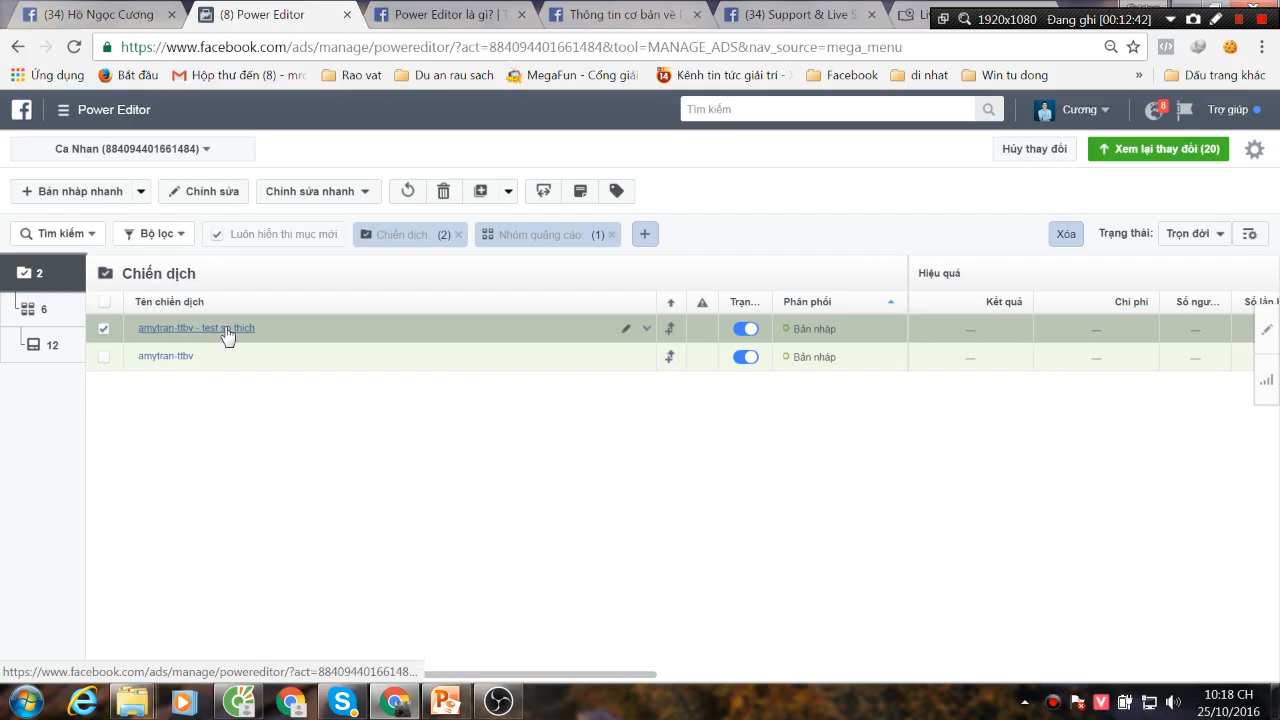 (34) Hồ Ngọc Cương
(8) Power Editor
Power Editor là gì?
Thông tin cơ bản về
(34) Support & Live S
1920x1080
Đang ghi [00:12:42]
https://www.facebook.com/ads/manage/powereditor/?act=884094401661484&tool=MANAGE_ADS&nav_source=mega_menu
Ứng dụng
Bắt đầu
Hộp thư đến (8) - mrc
Rao vat
Du an rau sach
MegaFun - Cổng giải
Kênh tin tức giải trí -
Facebook
di nhat
Win tu dong
»
Dấu trang khác
Power Editor
Tìm kiếm
Cương
8
Trợ giúp
Ca Nhan (884094401661484)
Hủy thay đổi
Xem lại thay đổi (20)
+ Bản nháp nhanh
Chỉnh sửa
Chỉnh sửa nhanh
Tìm kiếm
Bộ lọc
Luôn hiển thị mục mới
Chiến dịch (2) ×
Nhóm quảng cáo (1) ×
+
Xóa
Trạng thái:
Trọn đời
2
Chiến dịch
Hiệu quả
Tên chiến dịch
Trạn...
Phân phối
Kết quả
Chi phí
Số ngư...
Số lần h
6
amytran-ttbv - test so thich
Bản nháp
—
—
—
12
amytran-ttbv
Bản nháp
—
—
—
https://www.facebook.com/ads/manage/powereditor/?act=88409440166148...
10:18 CH
25/10/2016